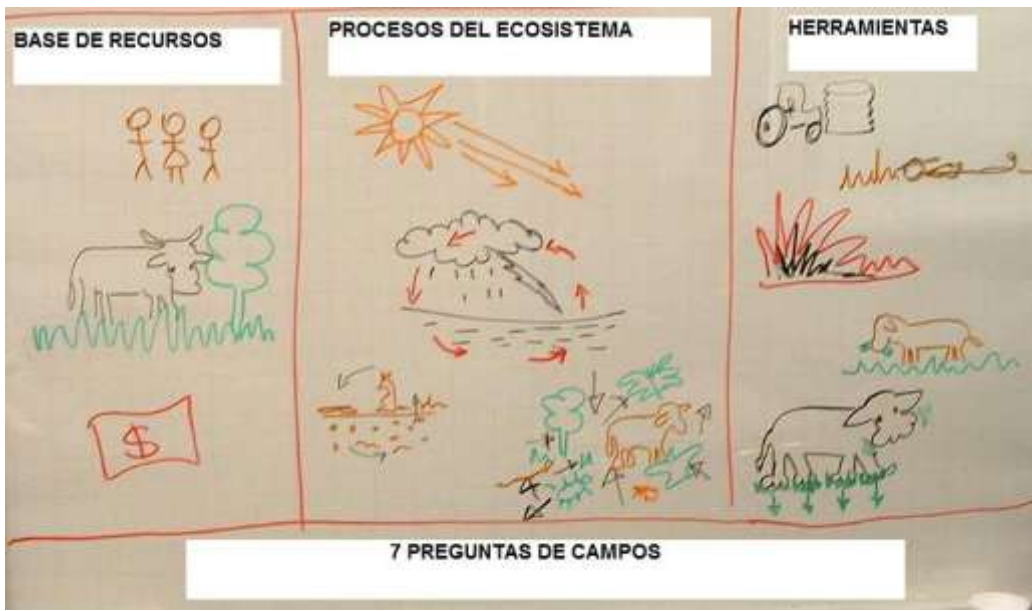 BASE DE RECURSOS
PROCESOS DEL ECOSISTEMA
HERRAMIENTAS
$
7 PREGUNTAS DE CAMPOS